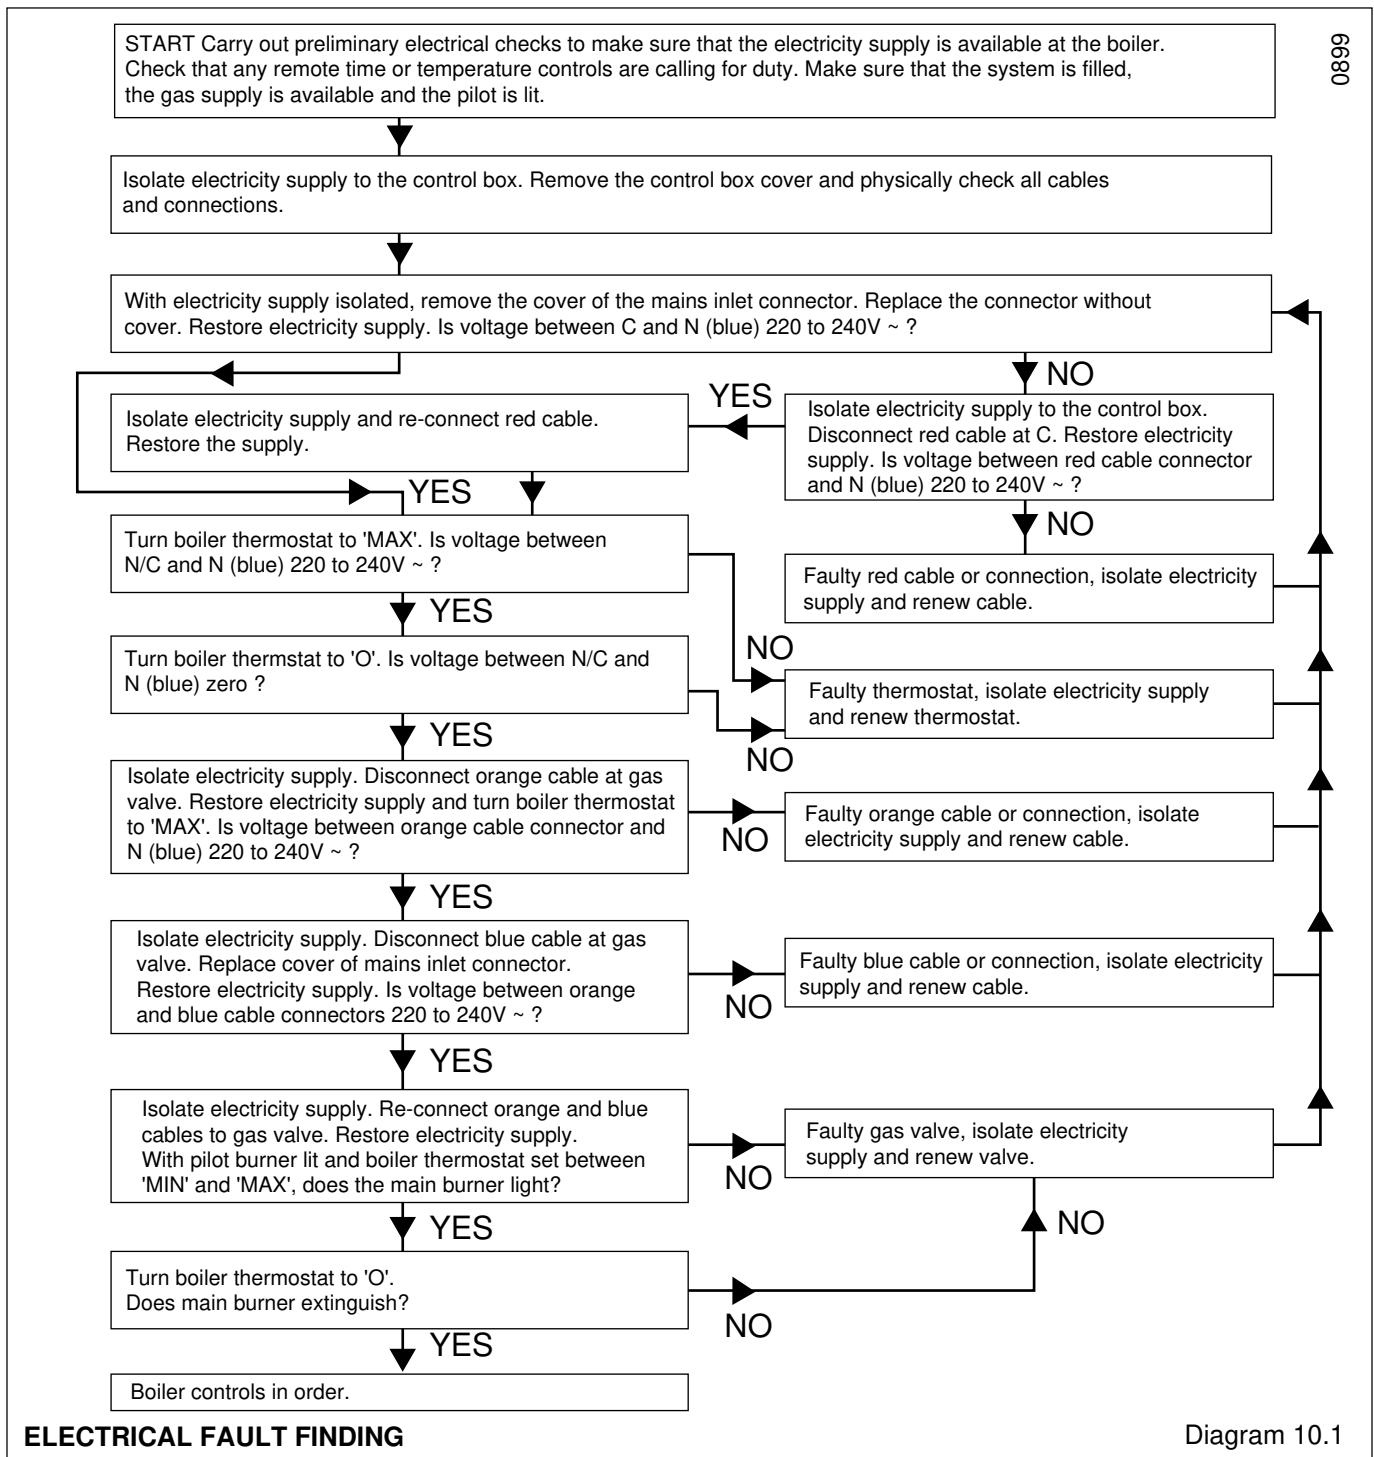 0899
START Carry out preliminary electrical checks to make sure that the electricity supply is available at the boiler.
Check that any remote time or temperature controls are calling for duty. Make sure that the system is filled,
the gas supply is available and the pilot is lit.
Isolate electricity supply to the control box. Remove the control box cover and physically check all cables
and connections.
With electricity supply isolated, remove the cover of the mains inlet connector. Replace the connector without
cover. Restore electricity supply. Is voltage between C and N (blue) 220 to 240V ~ ?
NO
YES
Isolate electricity supply to the control box.
Disconnect red cable at C. Restore electricity
supply. Is voltage between red cable connector
and N (blue) 220 to 240V ~ ?
Isolate electricity supply and re-connect red cable.
Restore the supply.
YES
NO
Turn boiler thermostat to 'MAX'. Is voltage between
N/C and N (blue) 220 to 240V ~ ?
Faulty red cable or connection, isolate electricity
supply and renew cable.
YES
NO
Turn boiler thermstat to 'O'. Is voltage between N/C and
N (blue) zero ?
Faulty thermostat, isolate electricity supply
and renew thermostat.
YES
NO
Isolate electricity supply. Disconnect orange cable at gas
valve. Restore electricity supply and turn boiler thermostat
to 'MAX'. Is voltage between orange cable connector and
N (blue) 220 to 240V ~ ?
NO
Faulty orange cable or connection, isolate
electricity supply and renew cable.
YES
Isolate electricity supply. Disconnect blue cable at gas
valve. Replace cover of mains inlet connector.
Restore electricity supply. Is voltage between orange
and blue cable connectors 220 to 240V ~ ?
NO
Faulty blue cable or connection, isolate electricity
supply and renew cable.
YES
Isolate electricity supply. Re-connect orange and blue
cables to gas valve. Restore electricity supply.
With pilot burner lit and boiler thermostat set between
'MIN' and 'MAX', does the main burner light?
NO
Faulty gas valve, isolate electricity
supply and renew valve.
YES
NO
Turn boiler thermostat to 'O'.
Does main burner extinguish?
NO
YES
Boiler controls in order.
ELECTRICAL FAULT FINDING
Diagram 10.1